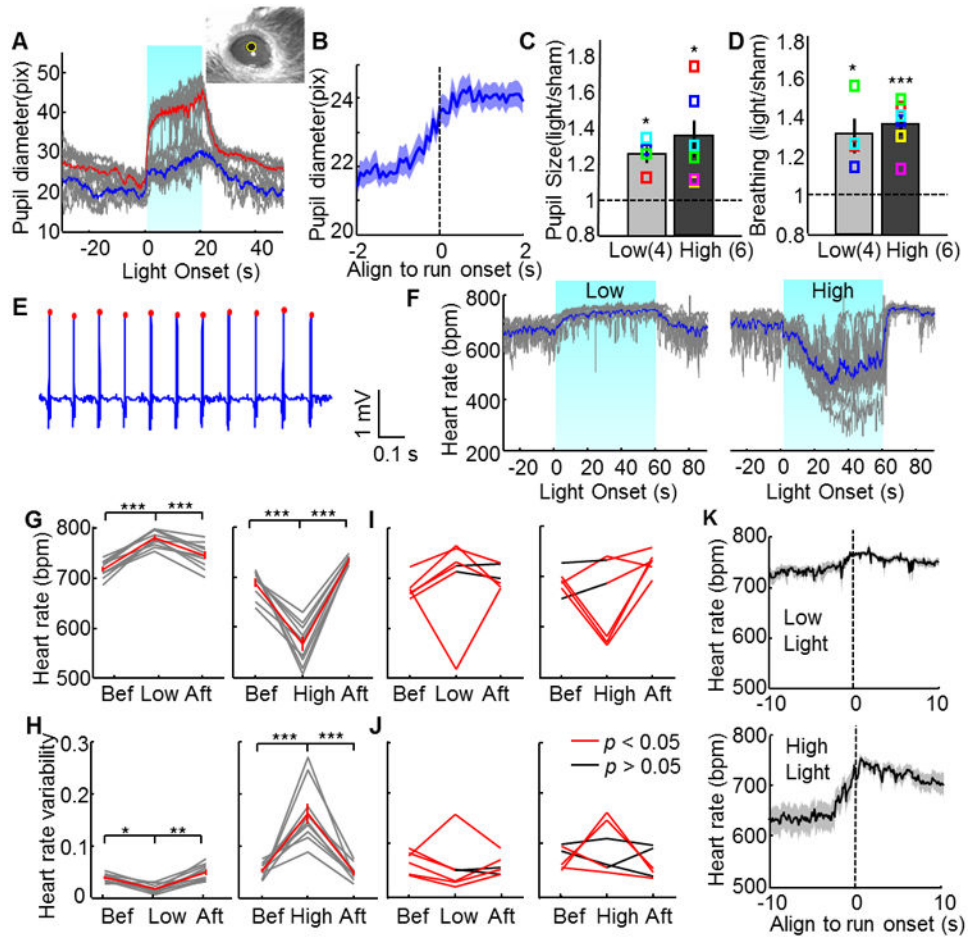 A
Pupil diameter(pix)
50
40
30
20
10
-20
0
20
40
Light Onset (s)
B
Pupil diameter(pix)
24
22
20
-2
-1
0
1
2
Align to run onset (s)
C
Pupil Size(light/sham)
1.8
1.6
1.4
1.2
1
0.8
*
*
Low(4) High (6)
D
Breathing (light/sham)
1.8
1.6
1.4
1.2
1
0.8
*
***
Low(4) High (6)
E
1 mV
0.1 s
F
Heart rate (bpm)
800
600
400
200
Low
-20 0 20 40 60 80
Light Onset (s)
High
-20 0 20 40 60 80
Light Onset (s)
G
Heart rate (bpm)
800
700
600
500
*** ***
Bef Low Aft
*** ***
Bef High Aft
I
Bef Low Aft
Bef High Aft
H
Heart rate variability
0.3
0.2
0.1
0
* **
Bef Low Aft
*** ***
Bef High Aft
J
Bef Low Aft
p < 0.05
p > 0.05
Bef High Aft
K
Heart rate (bpm)
800
700
600
500
Low
Light
-10 0 10
Heart rate (bpm)
800
700
600
500
High
Light
-10 0 10
Align to run onset (s)